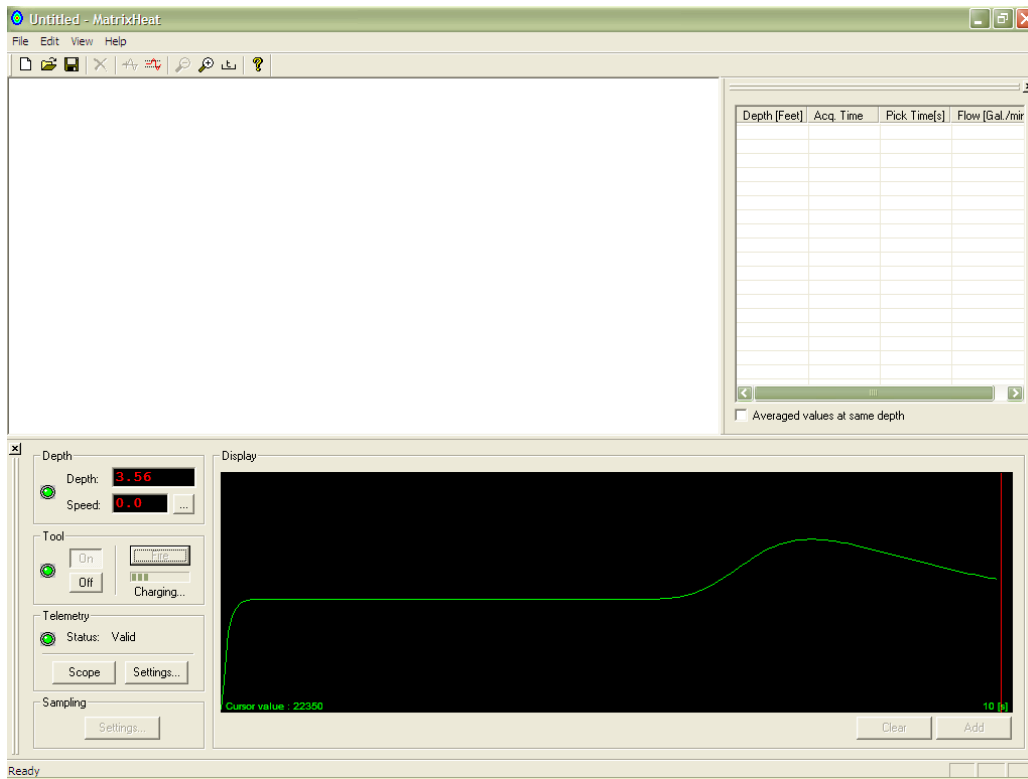 Untitled - MatrixHeat
File Edit View Help
Depth [Feet] Acq. Time Pick Time[s] Flow [Gal./min
Averaged values at same depth
Depth
Depth: 3.56
Speed: 0.0 ...
Tool
On Fire
Off Charging...
Telemetry
Status: Valid
Scope Settings...
Sampling
Settings...
Display
Cursor value : 22350 10 [s]
Clear Add
Ready